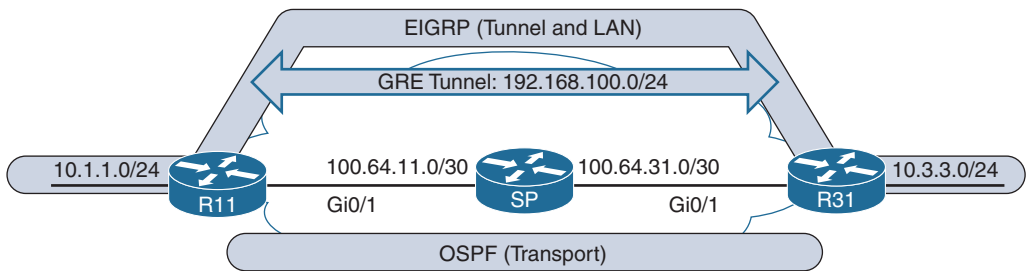 EIGRP (Tunnel and LAN)
GRE Tunnel: 192.168.100.0/24
10.1.1.0/24
100.64.11.0/30
100.64.31.0/30
10.3.3.0/24
R11
Gi0/1
SP
Gi0/1
R31
OSPF (Transport)